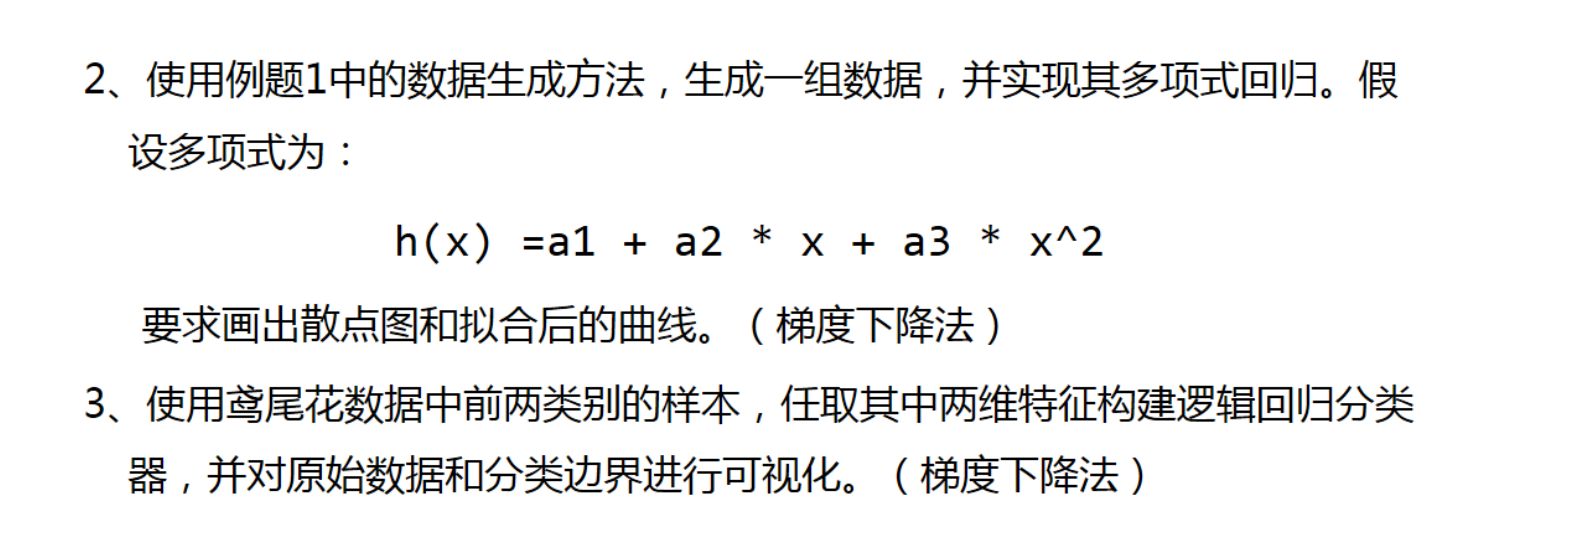 2、使用例题1中的数据生成方法，生成一组数据，并实现其多项式回归。假
设多项式为：
h(x) =a1 + a2 * x + a3 * x^2
要求画出散点图和拟合后的曲线。（梯度下降法）
3、使用鸢尾花数据中前两类别的样本，任取其中两维特征构建逻辑回归分类
器，并对原始数据和分类边界进行可视化。（梯度下降法）